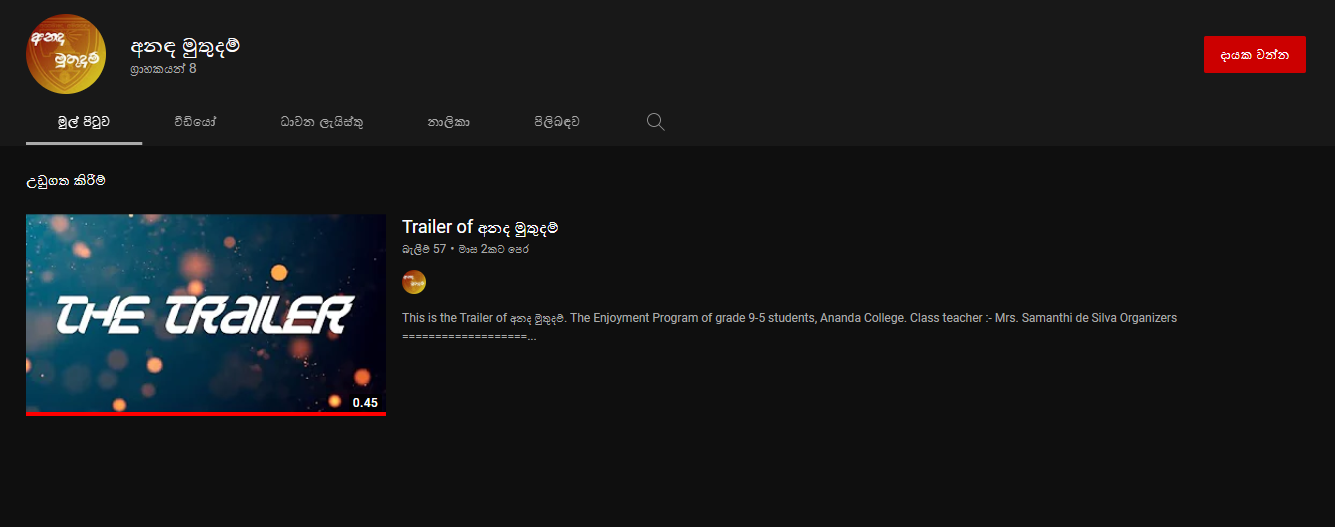 අනඳ
මුතුදම්
අනඳ මුතුදම්
ග්‍රාහකයන් 8
දායක වන්න
මුල් පිටුව
වීඩියෝ
ධාවන ලැයිස්තු
නාලිකා
පිලිබඳව
උඩුගත කිරීම්
THE TRAILER
0.45
Trailer of අනද මුතුදම්
බැලීම් 57 • මාස 2කට පෙර
This is the Trailer of අනද මුතුදම්. The Enjoyment Program of grade 9-5 students, Ananda College. Class teacher :- Mrs. Samanthi de Silva Organizers
===================...